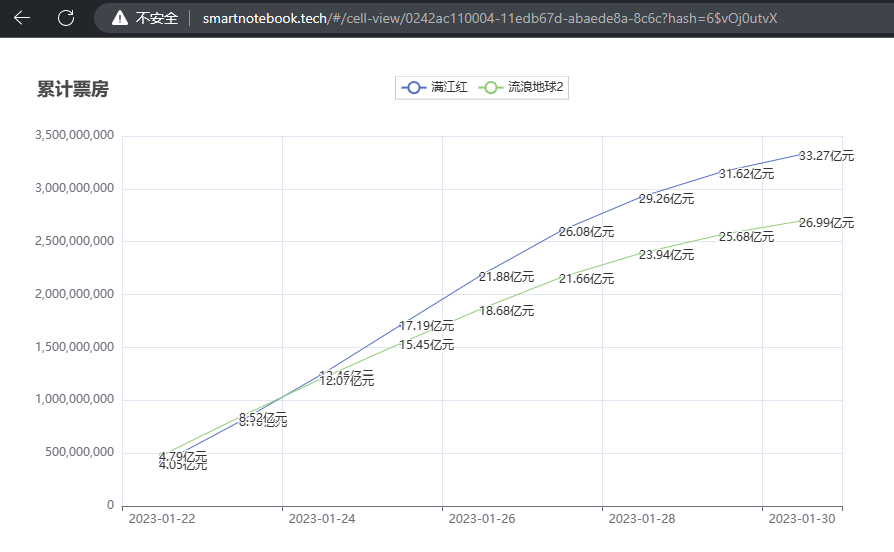 不安全 smartnotebook.tech/#/cell-view/0242ac110004-11edb67d-abaede8a-8c6c?hash=6$vOj0utvX
累计票房
满江红 流浪地球2
3,500,000,000
3,000,000,000
2,500,000,000
2,000,000,000
1,500,000,000
1,000,000,000
500,000,000
0
33.27亿元
31.62亿元
29.26亿元
26.99亿元
26.08亿元
25.68亿元
23.94亿元
21.88亿元
21.66亿元
18.68亿元
17.19亿元
15.45亿元
12.07亿元
8.52亿元
4.79亿元
4.05亿元
2023-01-22 2023-01-24 2023-01-26 2023-01-28 2023-01-30